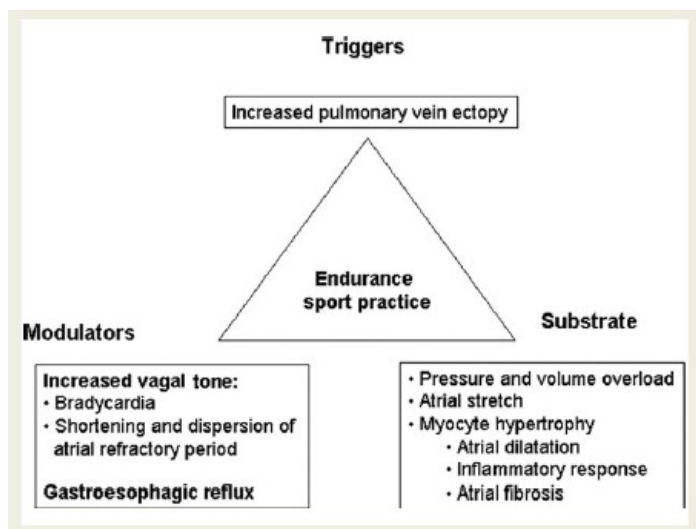 Triggers
Increased pulmonary vein ectopy
Endurance
sport practice
Modulators
Increased vagal tone:
• Bradycardia
• Shortening and dispersion of
atrial refractory period
Gastroesophagic reflux
Substrate
• Pressure and volume overload
• Atrial stretch
• Myocyte hypertrophy
• Atrial dilatation
• Inflammatory response
• Atrial fibrosis